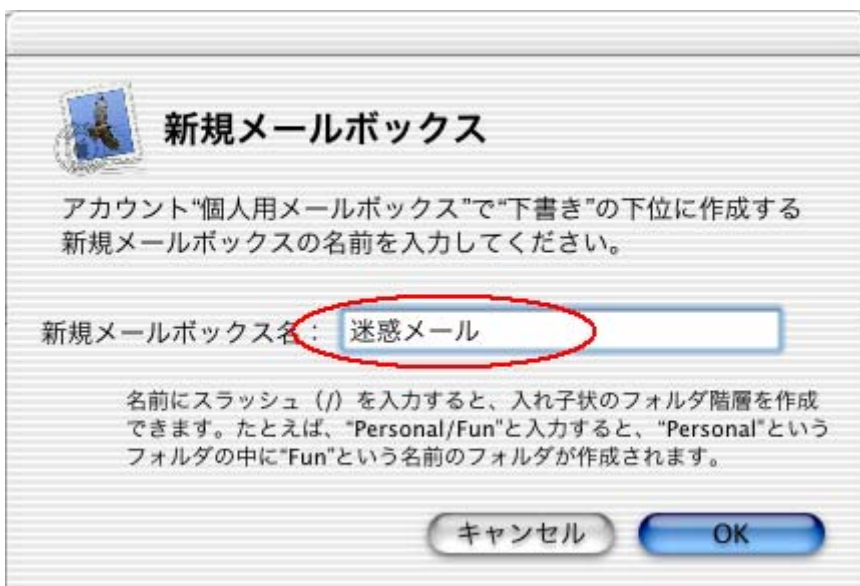 新規メールボックス
アカウント“個人用メールボックス”で“下書き”の下位に作成する
新規メールボックスの名前を入力してください。
新規メールボックス名： 迷惑メール
名前にスラッシュ（/）を入力すると、入れ子状のフォルダ階層を作成
できます。たとえば、“Personal/Fun”と入力すると、“Personal”という
フォルダの中に“Fun”という名前のフォルダが作成されます。
キャンセル OK